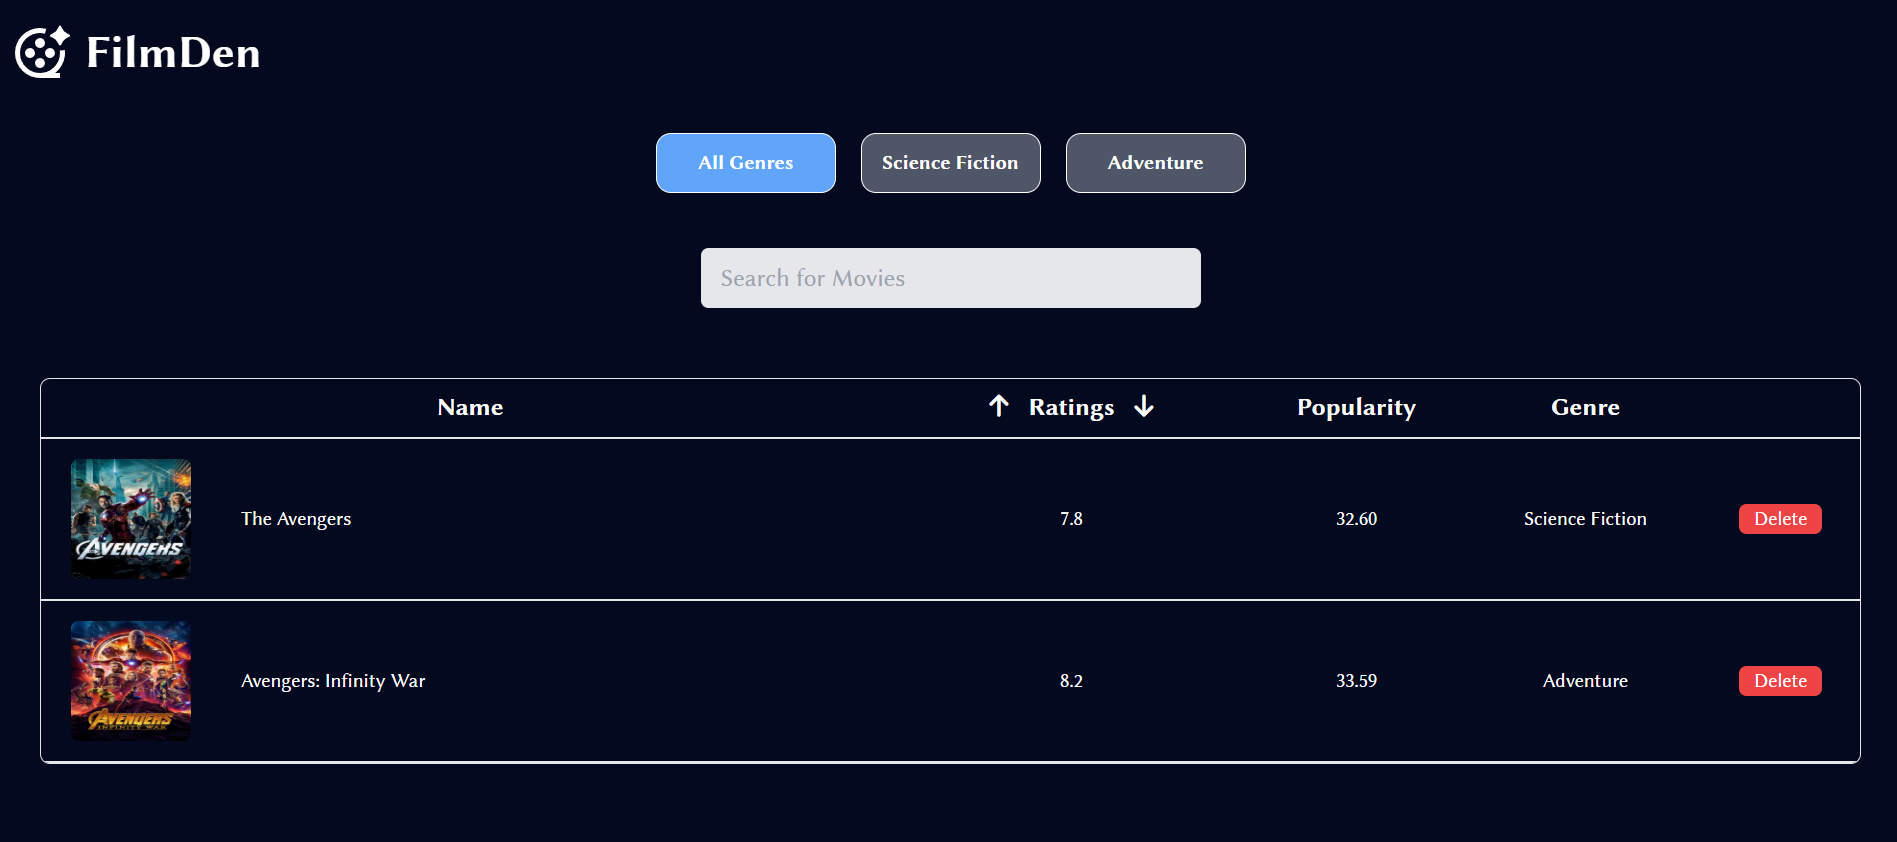 FilmDen
All Genres Science Fiction Adventure
Search for Movies
Name Ratings Popularity Genre
AVENGERS
The Avengers 7.8 32.60 Science Fiction Delete
AVENGERS
INFINITY WAR
Avengers: Infinity War 8.2 33.59 Adventure Delete